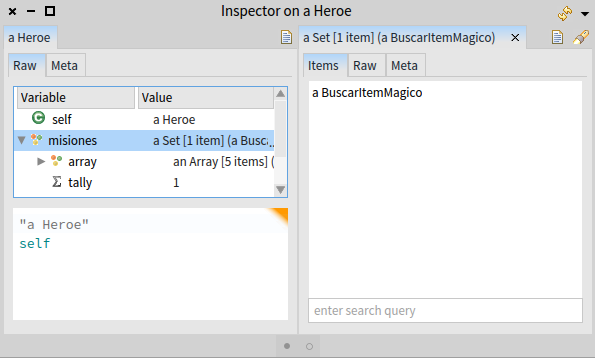 Inspector on a Heroe
a Heroe
Raw Meta
Variable Value
self a Heroe
misiones a Set [1 item] (a Busc...
array an Array [5 items] (
tally 1
"a Heroe"
self
a Set [1 item] (a BuscarItemMagico)
Items Raw Meta
a BuscarItemMagico
enter search query